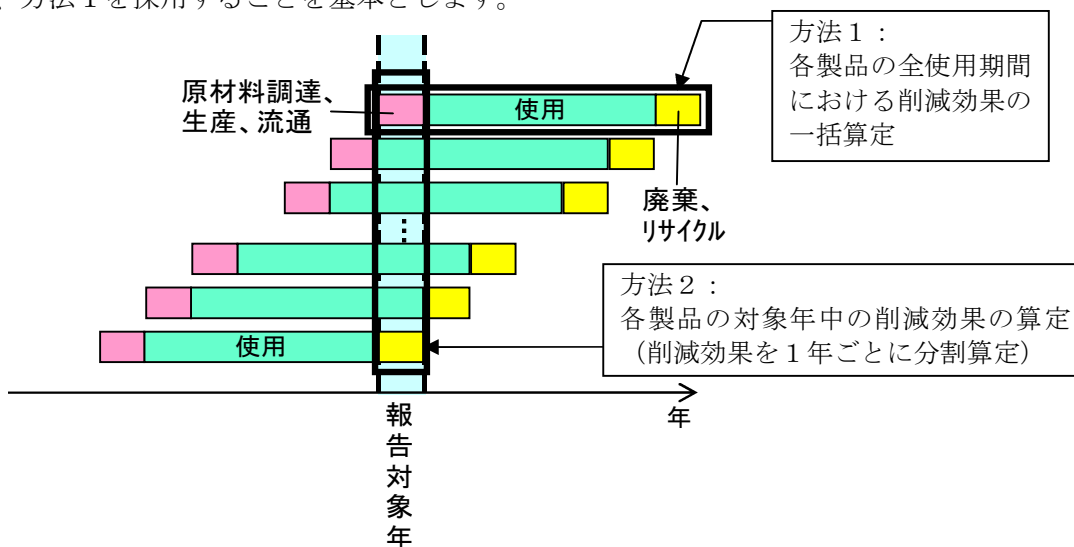 方法１を採用することを基本とします。
方法１：
各製品の全使用期間
における削減効果の
一括算定
原材料調達、
生産、流通
使用
廃棄、
リサイクル
方法２：
各製品の対象年中の削減効果の算定
（削減効果を１年ごとに分割算定）
使用
年
報告対象年